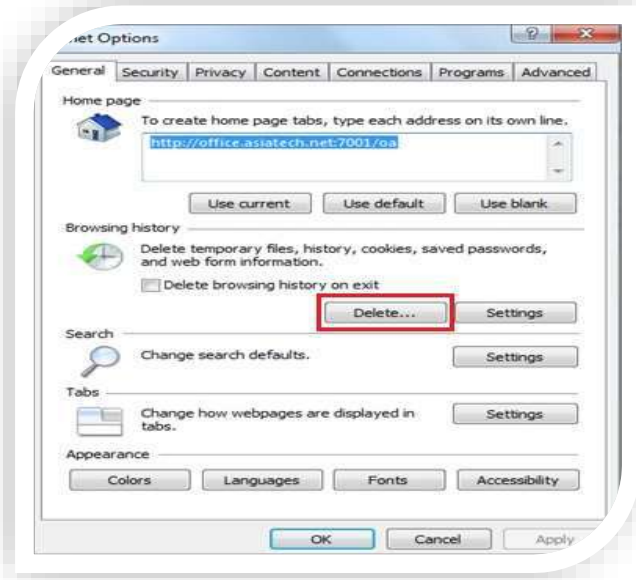 net Options
General Security Privacy Content Connections Programs Advanced
Home page
To create home page tabs, type each address on its own line.
http://office.asiatech.net:7001/oa
Use current Use default Use blank
Browsing history
Delete temporary files, history, cookies, saved passwords,
and web form information.
Delete browsing history on exit
Delete... Settings
Search
Change search defaults.
Settings
Tabs
Change how webpages are displayed in
tabs.
Settings
Appearance
Colors Languages Fonts Accessibility
OK Cancel Apply